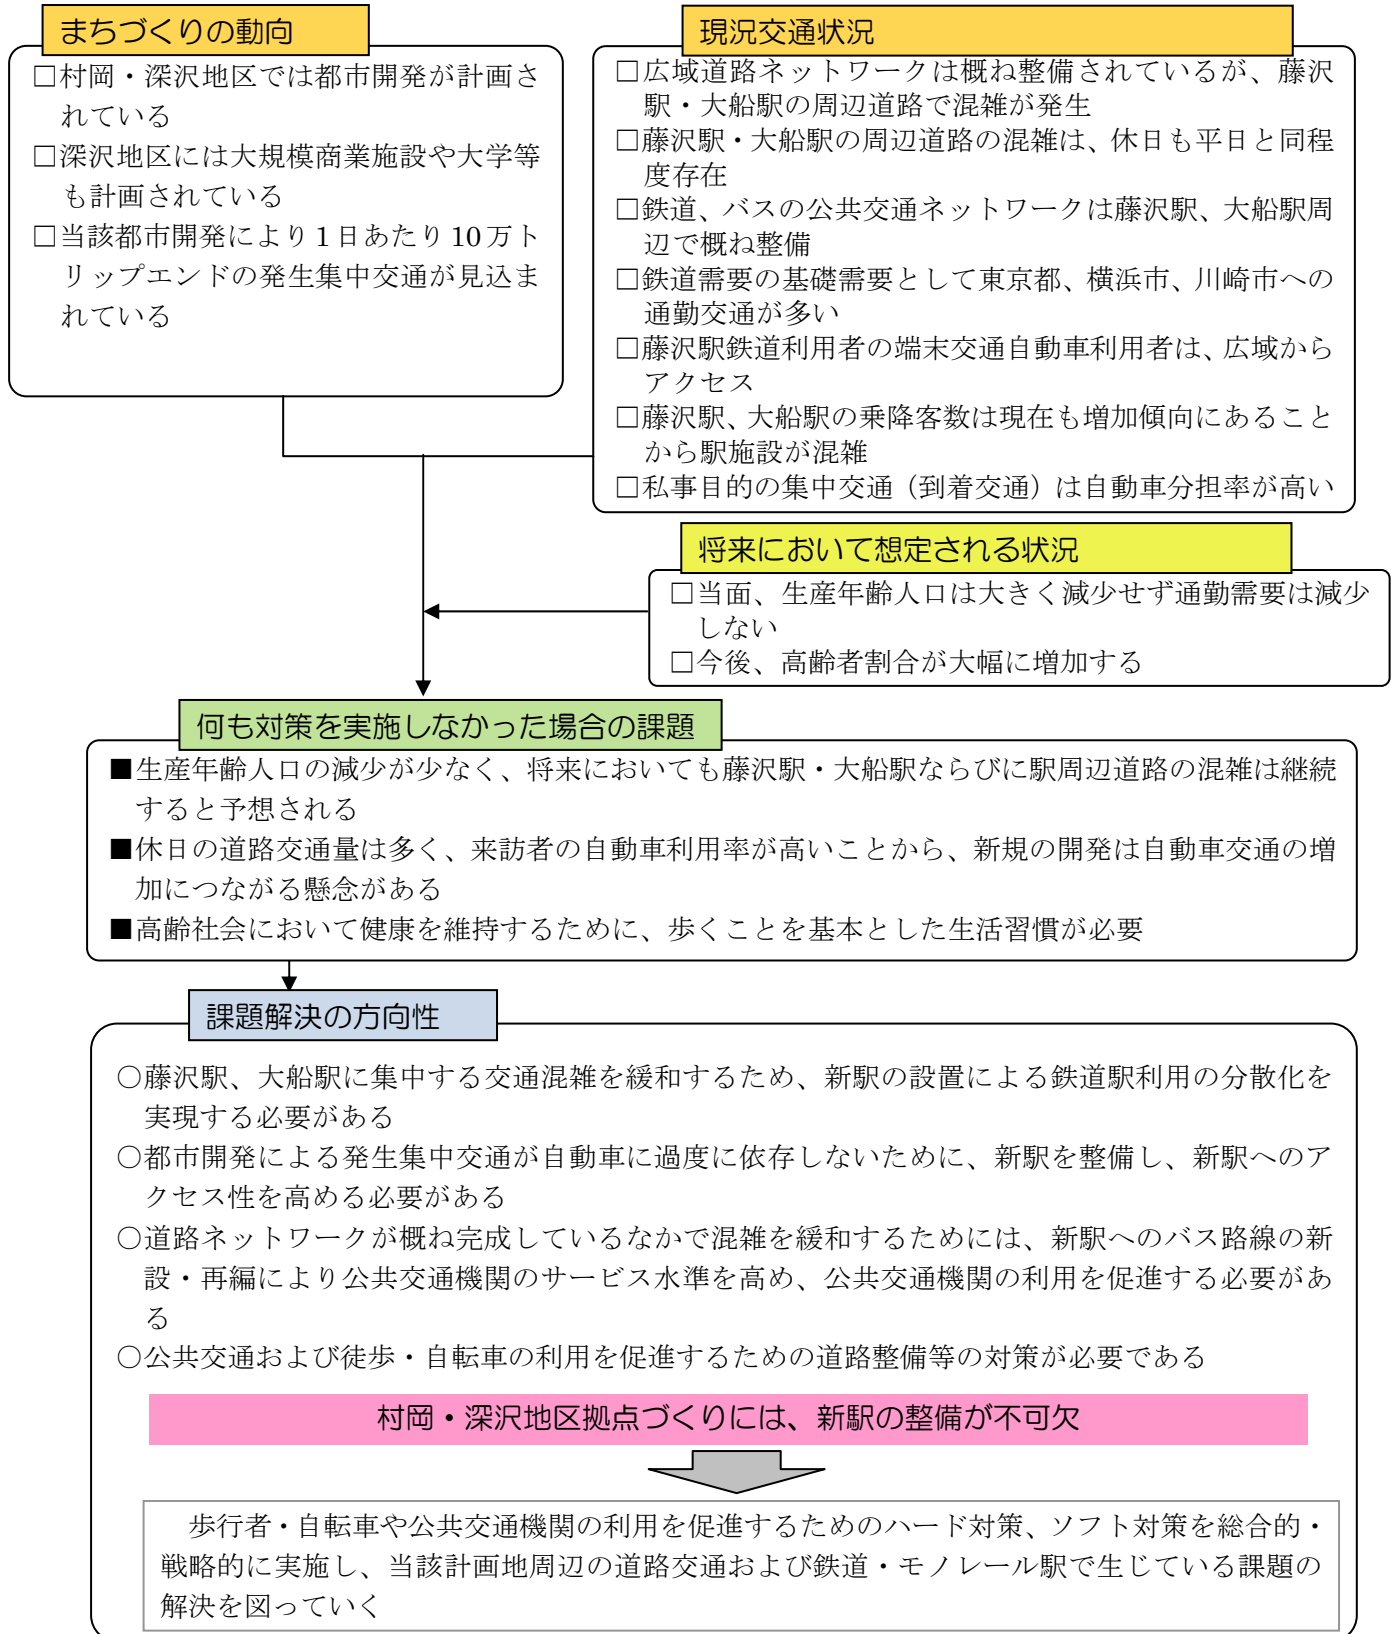 まちづくりの動向
□村岡・深沢地区では都市開発が計画さ
れている
□深沢地区には大規模商業施設や大学等
も計画されている
□当該都市開発により1日あたり10万ト
リップエンドの発生集中交通が見込ま
れている
現況交通状況
□広域道路ネットワークは概ね整備されているが、藤沢
駅・大船駅の周辺道路で混雑が発生
□藤沢駅・大船駅の周辺道路の混雑は、休日も平日と同程
度存在
□鉄道、バスの公共交通ネットワークは藤沢駅、大船駅周
辺で概ね整備
□鉄道需要の基礎需要として東京都、横浜市、川崎市への
通勤交通が多い
□藤沢駅鉄道利用者の端末交通自動車利用者は、広域から
アクセス
□藤沢駅、大船駅の乗降客数は現在も増加傾向にあること
から駅施設が混雑
□私事目的の集中交通（到着交通）は自動車分担率が高い
将来において想定される状況
□当面、生産年齢人口は大きく減少せず通勤需要は減少
しない
□今後、高齢者割合が大幅に増加する
何も対策を実施しなかった場合の課題
■生産年齢人口の減少が少なく、将来においても藤沢駅・大船駅ならびに駅周辺道路の混雑は継続
すると予想される
■休日の道路交通量は多く、来訪者の自動車利用率が高いことから、新規の開発は自動車交通の増
加につながる懸念がある
■高齢社会において健康を維持するために、歩くことを基本とした生活習慣が必要
課題解決の方向性
○藤沢駅、大船駅に集中する交通混雑を緩和するため、新駅の設置による鉄道駅利用の分散化を
実現する必要がある
○都市開発による発生集中交通が自動車に過度に依存しないために、新駅を整備し、新駅へのア
クセス性を高める必要がある
○道路ネットワークが概ね完成しているなかで混雑を緩和するためには、新駅へのバス路線の新
設・再編により公共交通機関のサービス水準を高め、公共交通機関の利用を促進する必要があ
る
○公共交通および徒歩・自転車の利用を促進するための道路整備等の対策が必要である
村岡・深沢地区拠点づくりには、新駅の整備が不可欠
歩行者・自転車や公共交通機関の利用を促進するためのハード対策、ソフト対策を総合的・
戦略的に実施し、当該計画地周辺の道路交通および鉄道・モノレール駅で生じている課題の
解決を図っていく